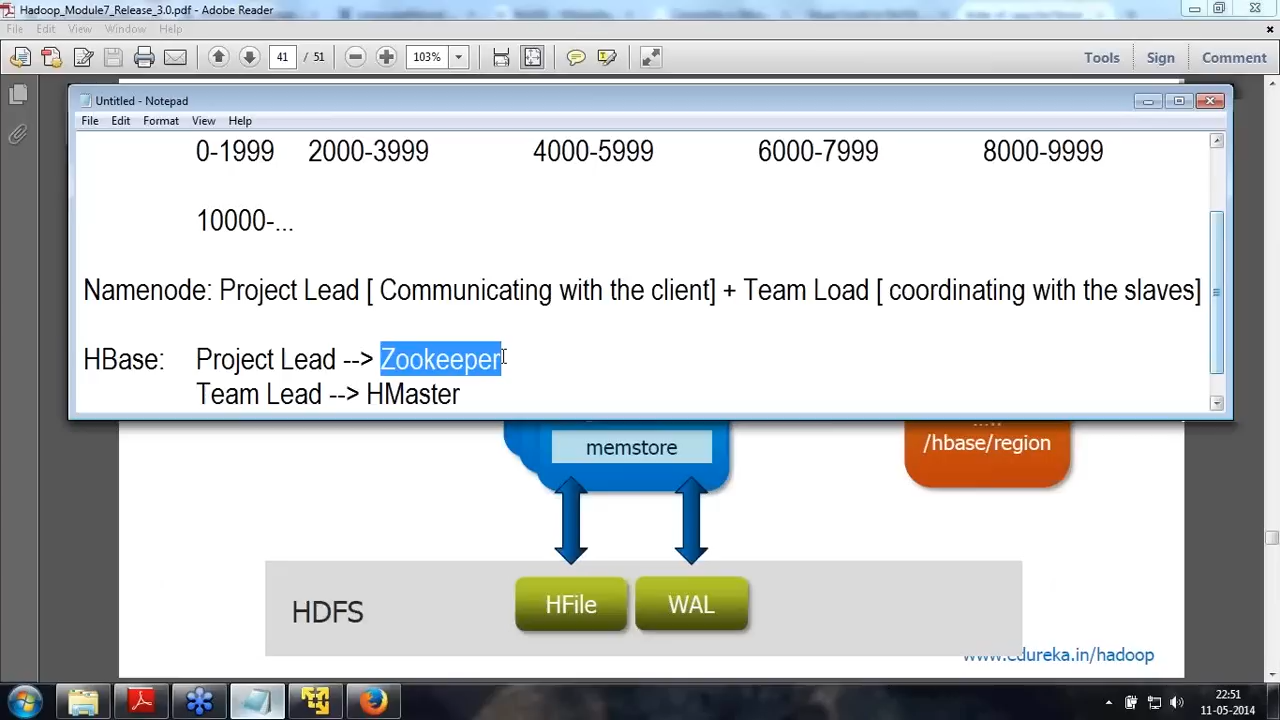 Hadoop_Module7_Release_3.0.pdf - Adobe Reader
File Edit View Window Help
41 / 51 103% Tools Sign Comment
Untitled - Notepad
File Edit Format View Help
0-1999 2000-3999 4000-5999 6000-7999 8000-9999
10000-...
Namenode: Project Lead [ Communicating with the client] + Team Load [ coordinating with the slaves]
HBase: Project Lead --> Zookeeper
Team Lead --> HMaster
memstore
/hbase/region
HFile WAL
HDFS
www.edureka.in/hadoop
22:51
11-05-2014